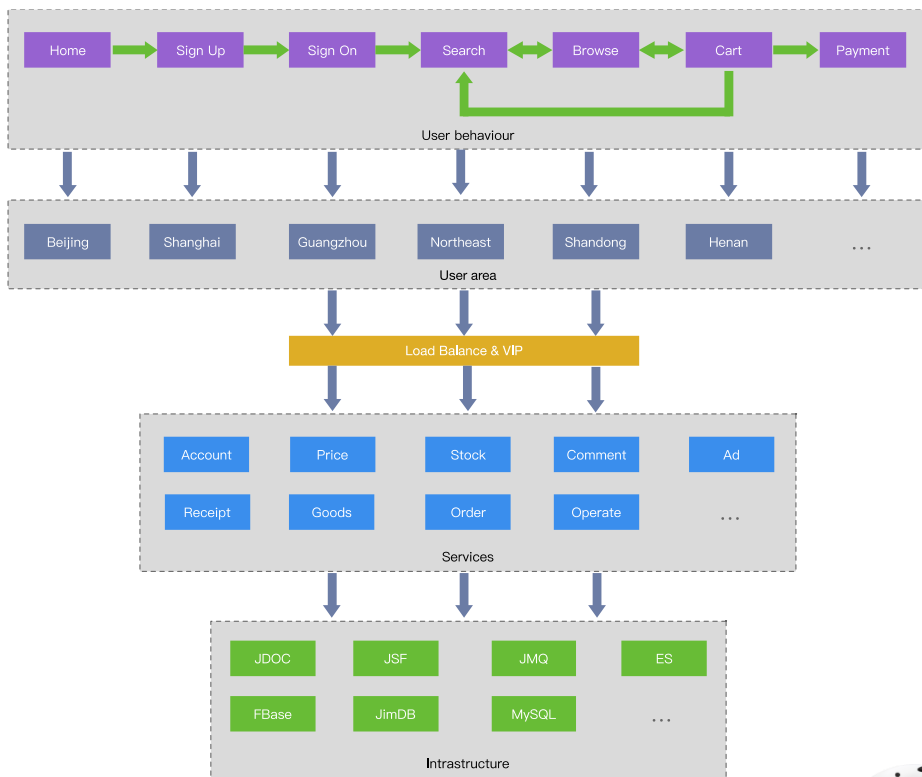 Home
Sign Up
Sign On
Search
Browse
Cart
Payment
User behaviour
Beijing
Shanghai
Guangzhou
Northeast
Shandong
Henan
...
User area
Load Balance & VIP
Account
Price
Stock
Comment
Ad
Receipt
Goods
Order
Operate
...
Services
JDOC
JSF
JMQ
ES
FBase
JimDB
MySQL
...
Intrastructure